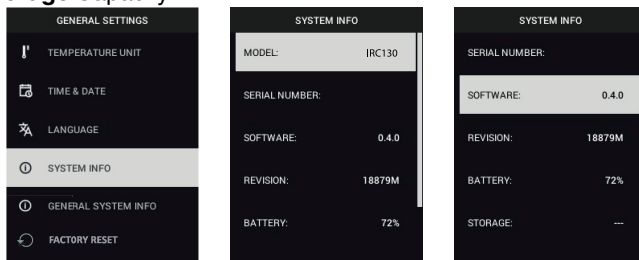 GENERAL SETTINGS
TEMPERATURE UNIT
TIME & DATE
LANGUAGE
SYSTEM INFO
GENERAL SYSTEM INFO
FACTORY RESET
SYSTEM INFO
MODEL: IRC130
SERIAL NUMBER:
SOFTWARE: 0.4.0
REVISION: 18879M
BATTERY: 72%
SYSTEM INFO
SERIAL NUMBER:
SOFTWARE: 0.4.0
REVISION: 18879M
BATTERY: 72%
STORAGE: ---